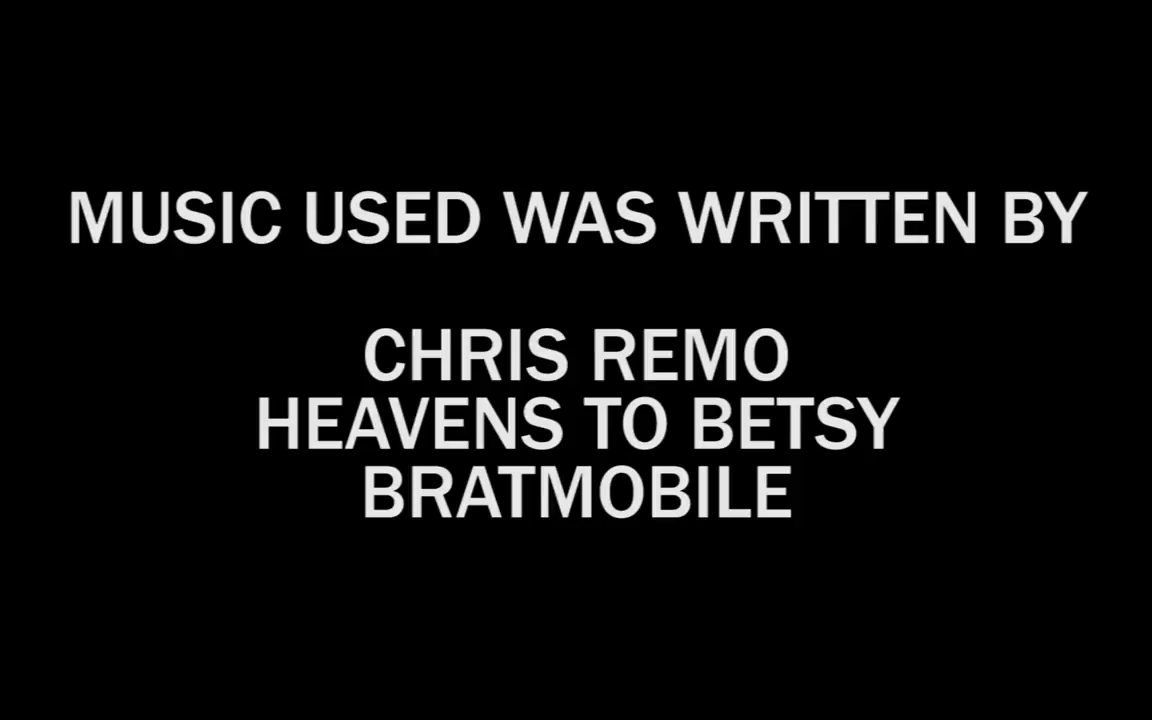 MUSIC USED WAS WRITTEN BY
CHRIS REMO
HEAVENS TO BETSY
BRATMOBILE